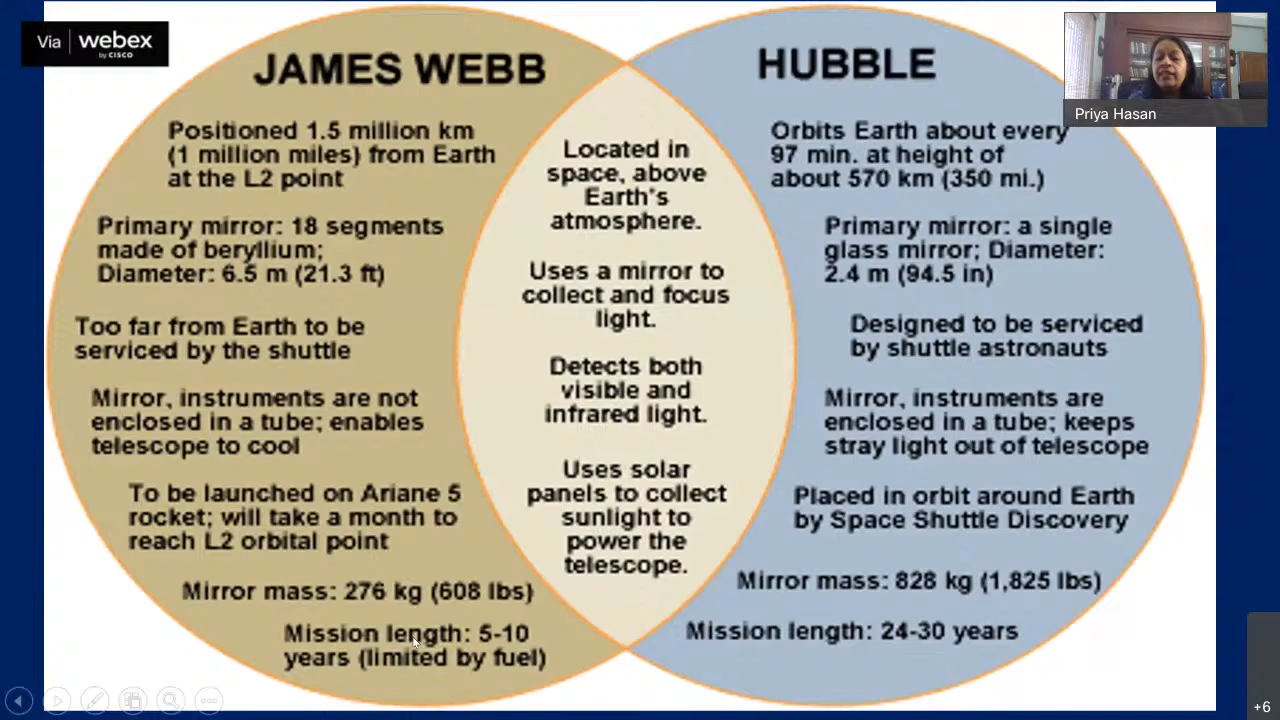 Via webex
by CISCO
JAMES WEBB
Positioned 1.5 million km
(1 million miles) from Earth
at the L2 point
Primary mirror: 18 segments
made of beryllium;
Diameter: 6.5 m (21.3 ft)
Too far from Earth to be
serviced by the shuttle
Mirror, instruments are not
enclosed in a tube; enables
telescope to cool
To be launched on Ariane 5
rocket; will take a month to
reach L2 orbital point
Mirror mass: 276 kg (608 lbs)
Mission length: 5-10
years (limited by fuel)
Located in
space, above
Earth's
atmosphere.
Uses a mirror to
collect and focus
light.
Detects both
visible and
infrared light.
Uses solar
panels to collect
sunlight to
power the
telescope.
HUBBLE
Orbits Earth about every
97 min. at height of
about 570 km (350 mi.)
Primary mirror: a single
glass mirror; Diameter:
2.4 m (94.5 in)
Designed to be serviced
by shuttle astronauts
Mirror, instruments are
enclosed in a tube; keeps
stray light out of telescope
Placed in orbit around Earth
by Space Shuttle Discovery
Mirror mass: 828 kg (1,825 lbs)
Mission length: 24-30 years
Priya Hasan
+6